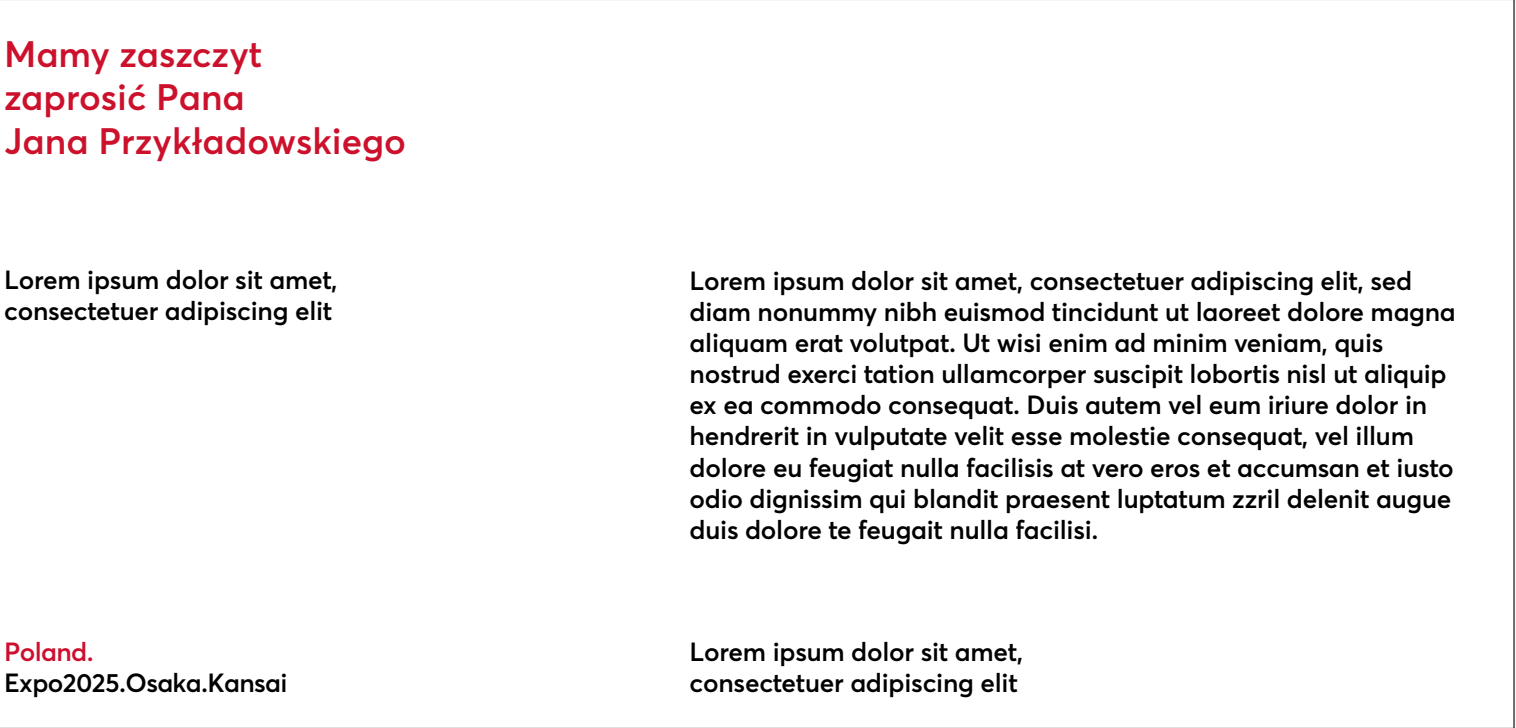 Mamy zaszczyt
zaprosić Pana
Jana Przykładowskiego
Lorem ipsum dolor sit amet,
consectetuer adipiscing elit
Lorem ipsum dolor sit amet, consectetuer adipiscing elit, sed
diam nonummy nibh euismod tincidunt ut laoreet dolore magna
aliquam erat volutpat. Ut wisi enim ad minim veniam, quis
nostrud exerci tation ullamcorper suscipit lobortis nisl ut aliquip
ex ea commodo consequat. Duis autem vel eum iriure dolor in
hendrerit in vulputate velit esse molestie consequat, vel illum
dolore eu feugiat nulla facilisis at vero eros et accumsan et iusto
odio dignissim qui blandit praesent luptatum zzril delenit augue
duis dolore te feugait nulla facilisi.
Poland.
Expo2025.Osaka.Kansai
Lorem ipsum dolor sit amet,
consectetuer adipiscing elit